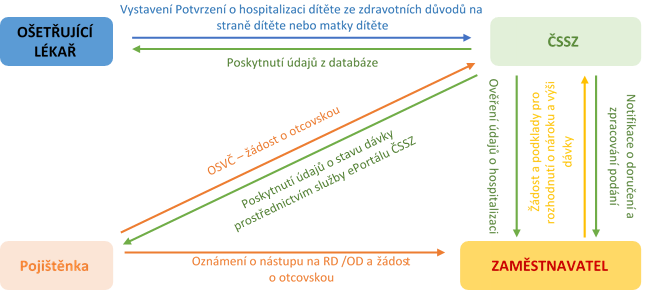 Vystavení Potvrzení o hospitalizaci dítěte ze zdravotních důvodů na
straně dítěte nebo matky dítěte
OŠETŘUJÍCÍ
LÉKAŘ
ČSSZ
Poskytnutí údajů z databáze
OSVČ – žádost o otcovskou
Poskytnutí údajů o stavu dávky
prostřednictvím služby ePortálu ČSSZ
Ověření údajů o hospitalizaci
Žádost a podklady pro
rozhodnutí o nároku a výši
dávky
Notifikace o doručení a
zpracování podání
Pojištěnka
Oznámení o nástupu na RD /OD a žádost
o otcovskou
ZAMĚSTNAVATEL